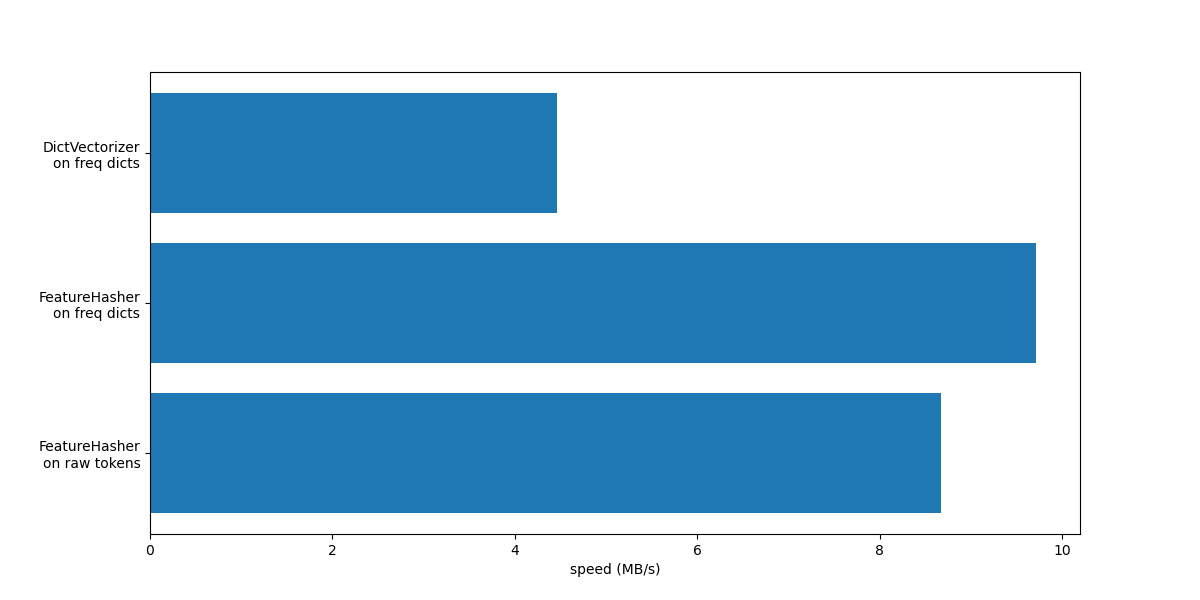 DictVectorizer
on freq dicts
FeatureHasher
on freq dicts
FeatureHasher
on raw tokens
0 2 4 6 8 10
speed (MB/s)